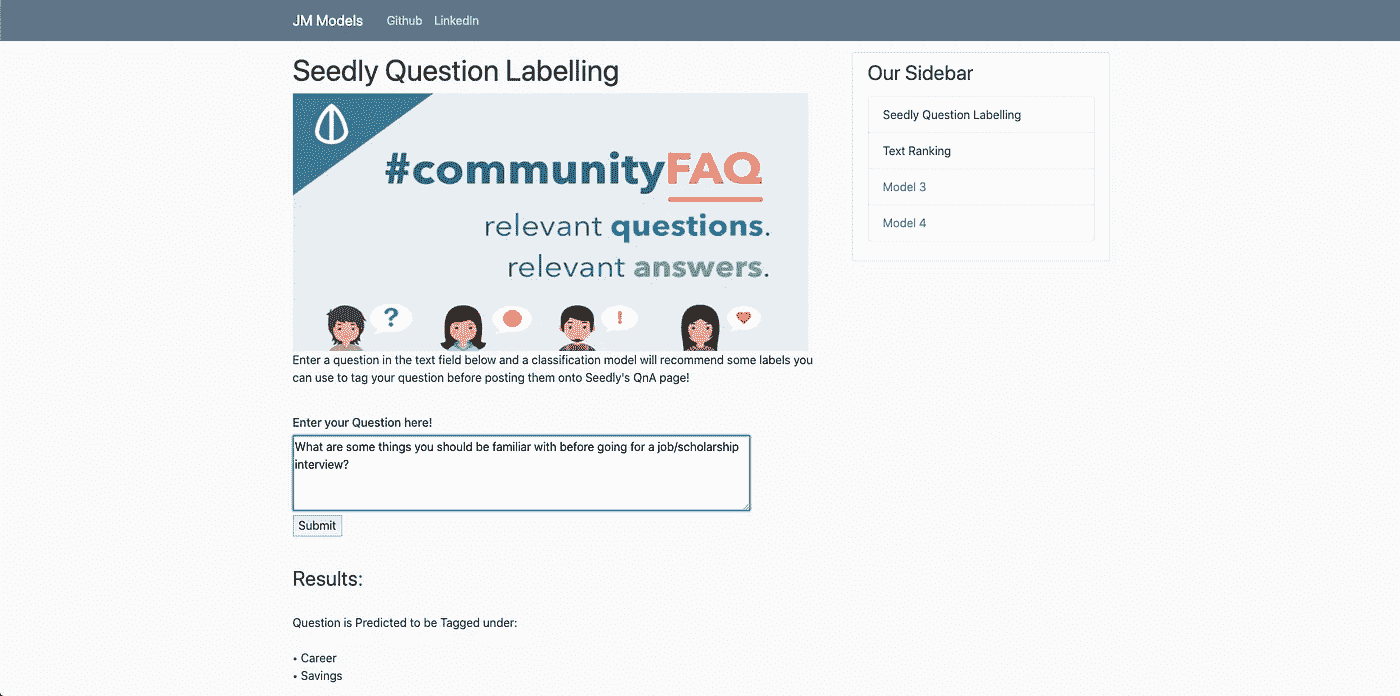 JM Models Github LinkedIn
Seedly Question Labelling
#communityFAQ
relevant questions.
relevant answers.
?
!
Enter a question in the text field below and a classification model will recommend some labels you
can use to tag your question before posting them onto Seedly's QnA page!
Enter your Question here!
What are some things you should be familiar with before going for a job/scholarship
interview?
Submit
Results:
Question is Predicted to be Tagged under:
• Career
• Savings
Our Sidebar
Seedly Question Labelling
Text Ranking
Model 3
Model 4